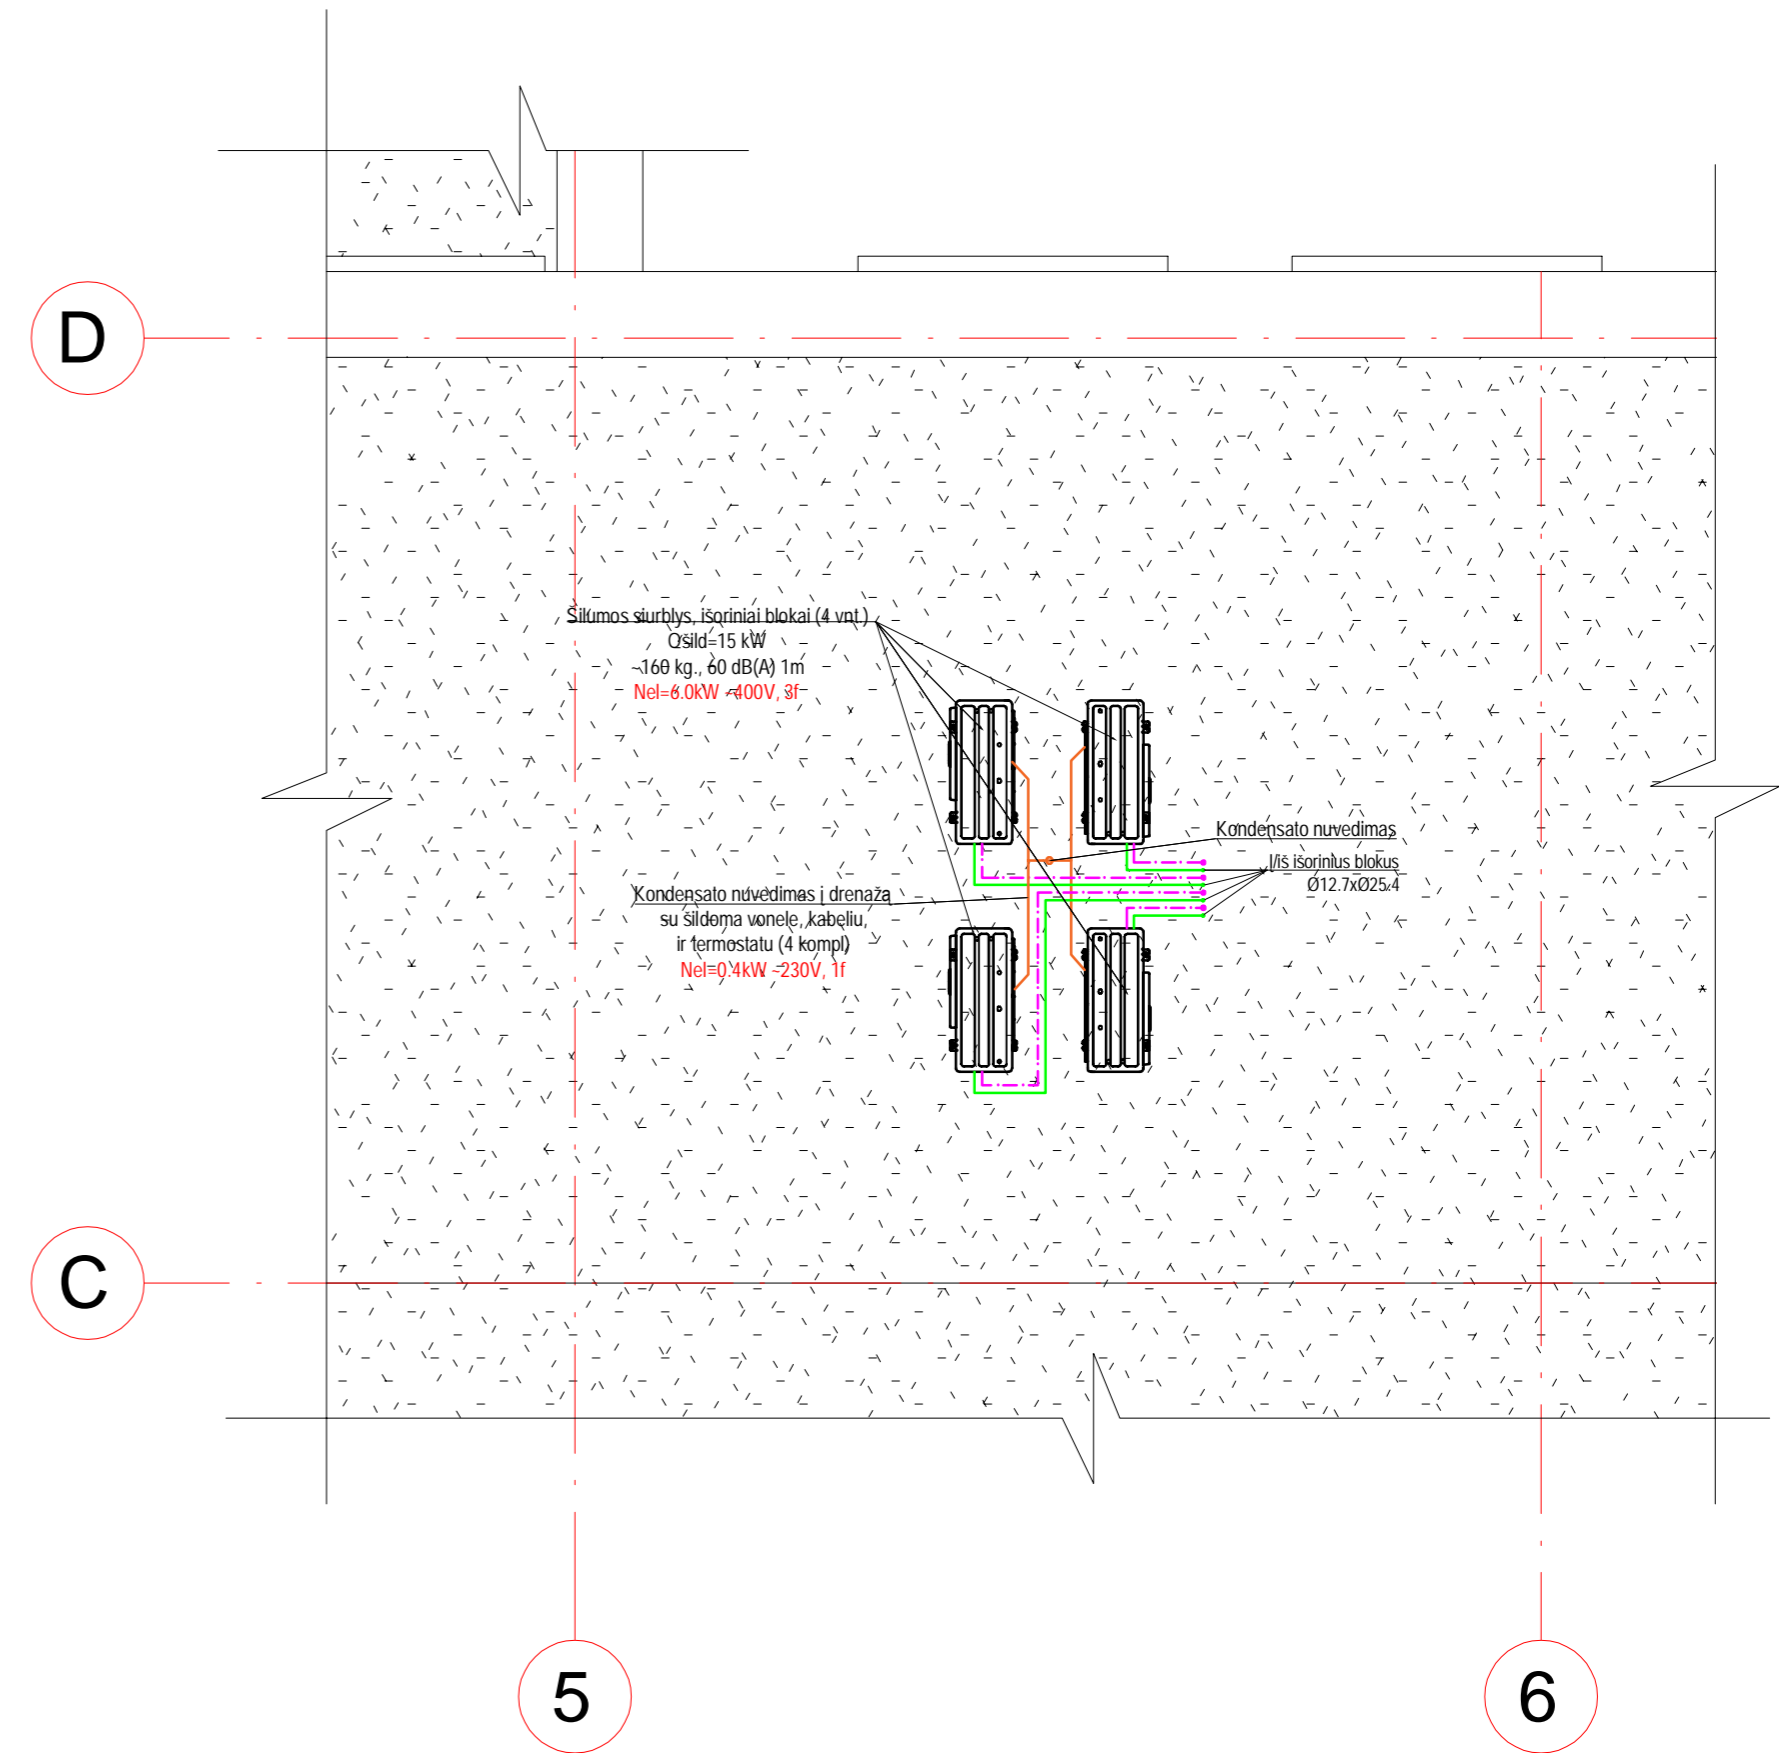 D
Šilumos siurblys, išoriniai blokai (4 vnt.)
Qšild=15 kW
~160 kg., 60 dB(A) 1m
Nel=6.0kW ~400V, 3f
Kondensato nuvedimas
Į/iš išorinius blokus
Ø12.7xØ25.4
Kondensato nuvedimas į drenažą
su šildoma vonele, kabeliu,
ir termostatu (4 kompl)
Nel=0.4kW ~230V, 1f
C
5
6